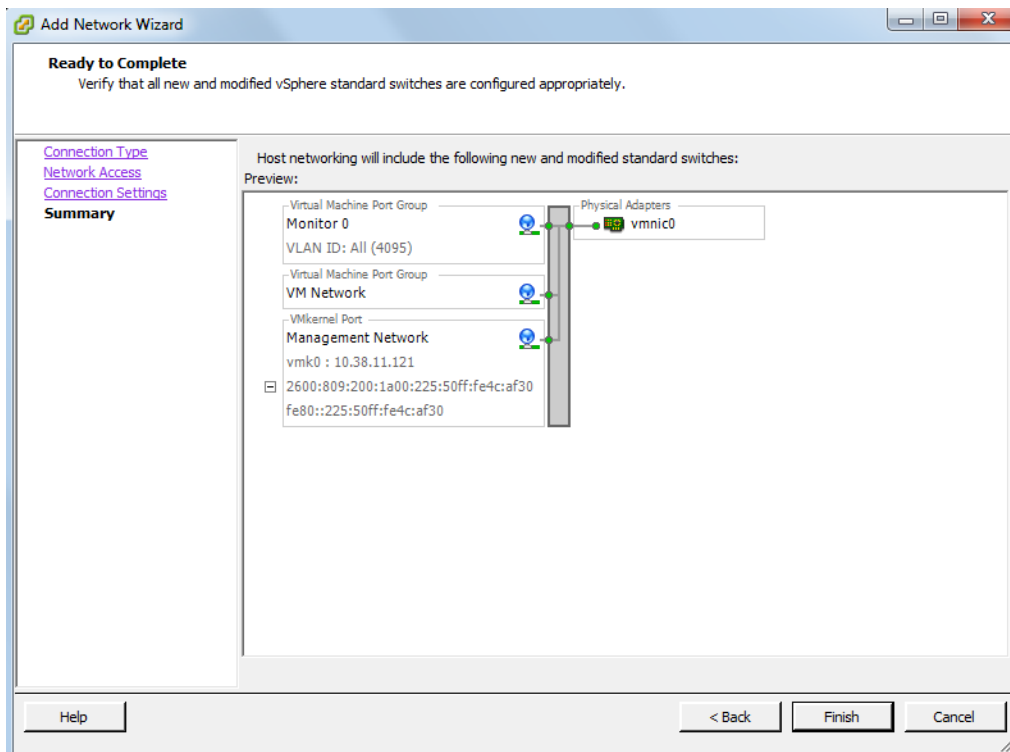 Add Network Wizard
Ready to Complete
Verify that all new and modified vSphere standard switches are configured appropriately.
Connection Type
Network Access
Connection Settings
Summary
Host networking will include the following new and modified standard switches:
Preview:
Virtual Machine Port Group
Monitor 0
VLAN ID: All (4095)
Physical Adapters
vmnic0
Virtual Machine Port Group
VM Network
VMkernel Port
Management Network
vmk0 : 10.38.11.121
2600:809:200:1a00:225:50ff:fe4c:af30
fe80::225:50ff:fe4c:af30
Help
< Back
Finish
Cancel